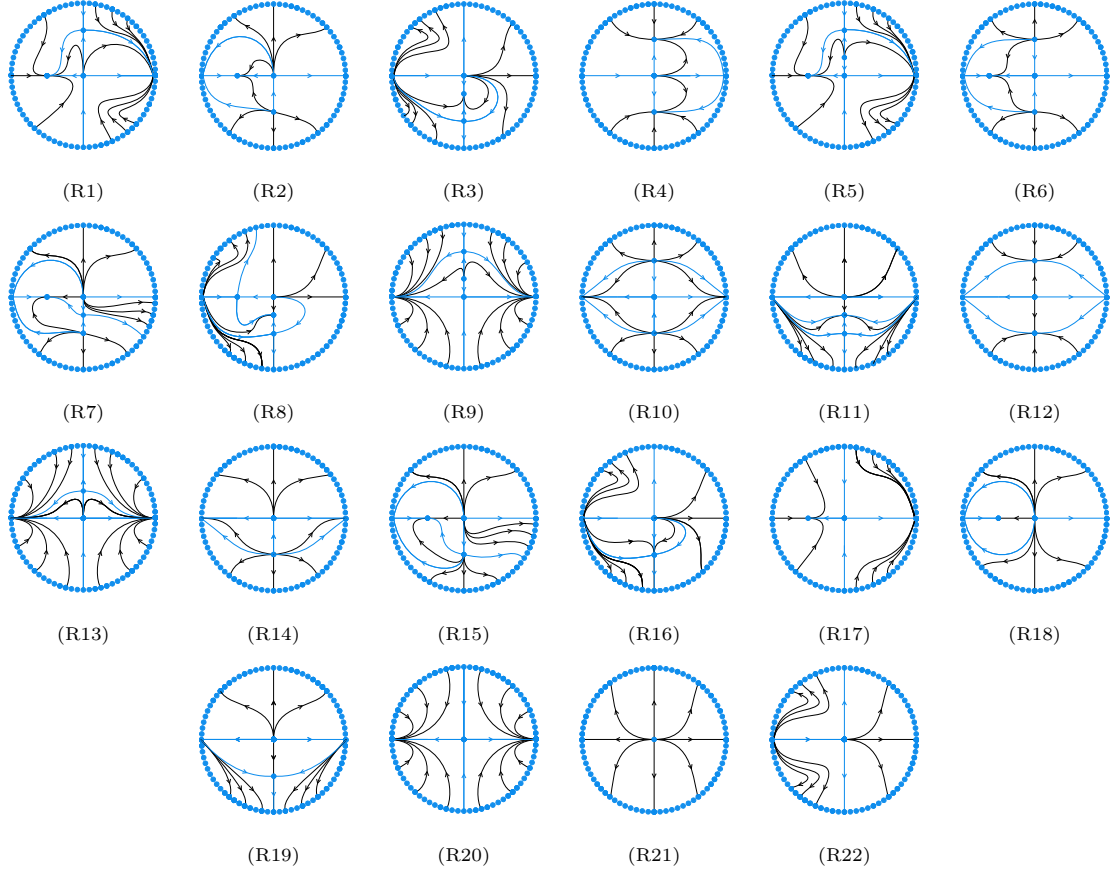 (R1) (R2) (R3) (R4) (R5) (R6)
(R7) (R8) (R9) (R10) (R11) (R12)
(R13) (R14) (R15) (R16) (R17) (R18)
(R19) (R20) (R21) (R22)